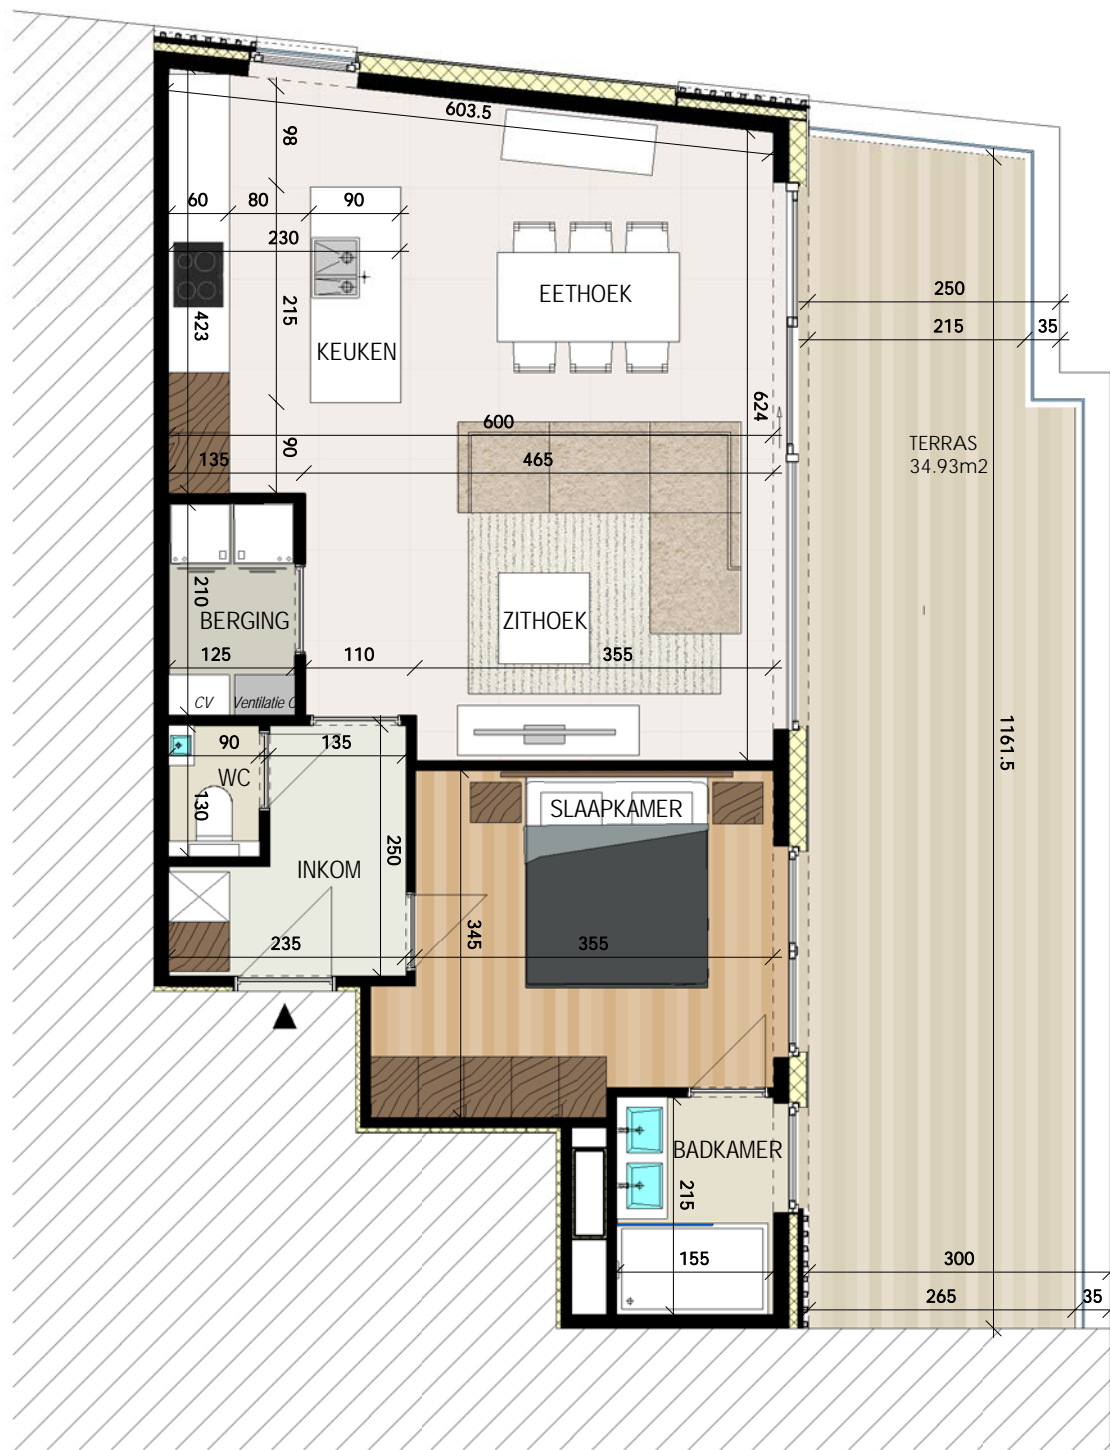 603.5
98
60
80
90
230
EETHOEK
250
215
423
215
35
KEUKEN
624
600
90
TERRAS
34.93m2
135
465
210
BERGING
ZITHOEK
125
110
355
CV
Ventilatie C
1161.5
90
135
WC
130
SLAAPKAMER
250
INKOM
345
235
355
BADKAMER
215
155
300
265
35